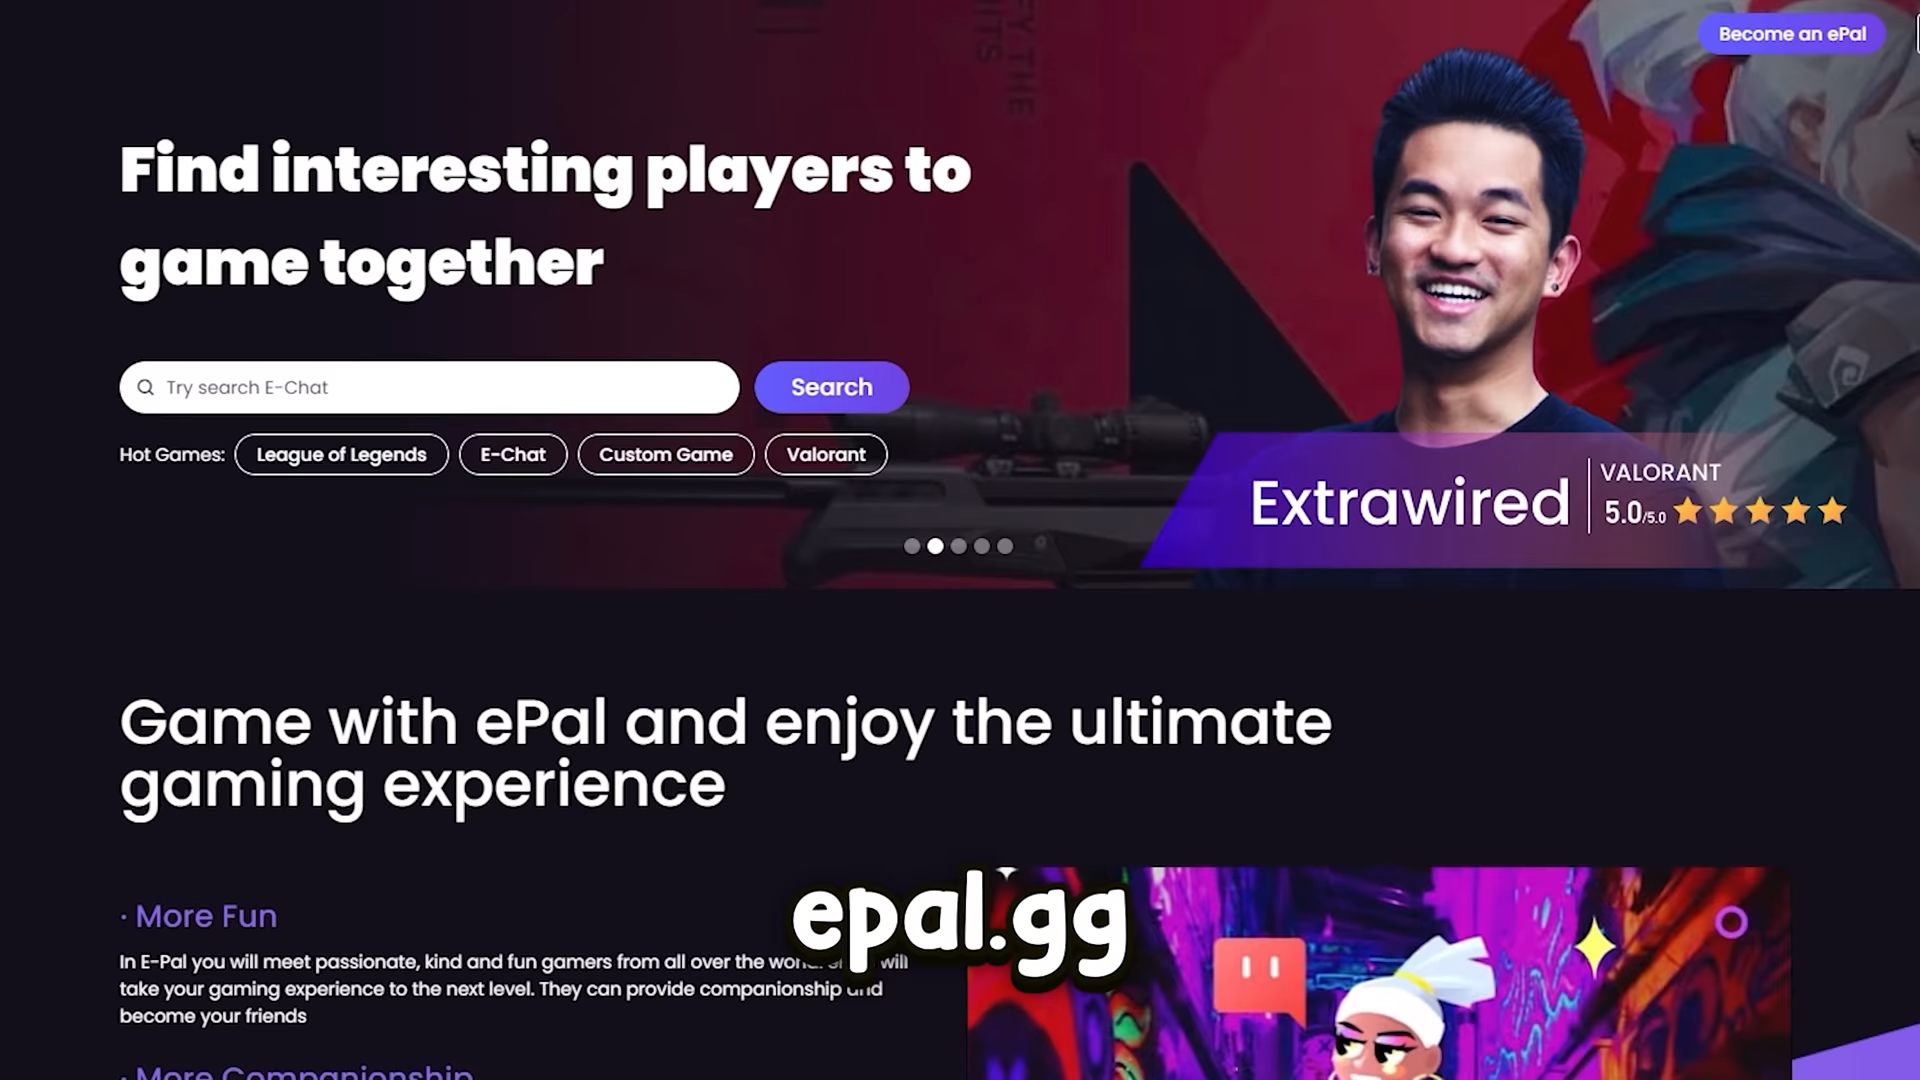 Become an ePal
Find interesting players to
game together
Try search E-Chat
Search
Hot Games:
League of Legends
E-Chat
Custom Game
Valorant
Extrawired
VALORANT
5.0/5.0
Game with ePal and enjoy the ultimate
gaming experience
· More Fun
In E-Pal you will meet passionate, kind and fun gamers from all over the will
take your gaming experience to the next level. They can provide companionship and
become your friends
epal.gg
· More Companionship